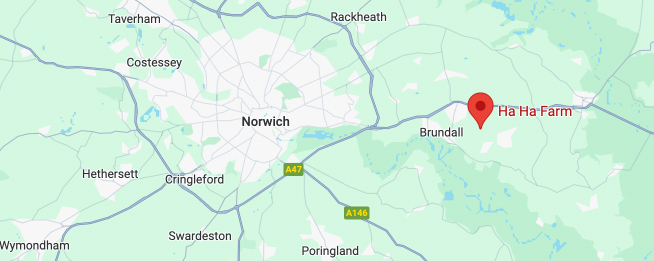 Rackheath
Taverham
Costessey
Ha Ha Farm
Norwich
Brundall
A47
Hethersett
Cringleford
A146
Swardeston
Wymondham
Poringland